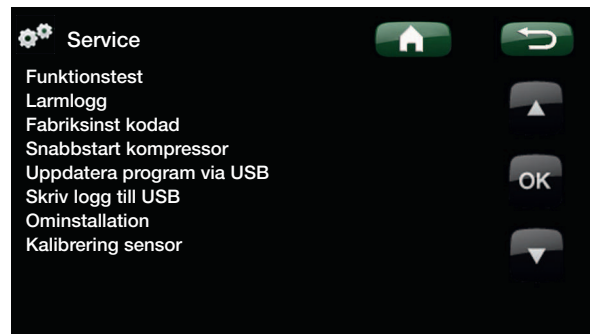 Service
Funktionstest
Larmlogg
Fabriksinst kodad
Snabbstart kompressor
Uppdatera program via USB
Skriv logg till USB
OK
Ominstallation
Kalibrering sensor